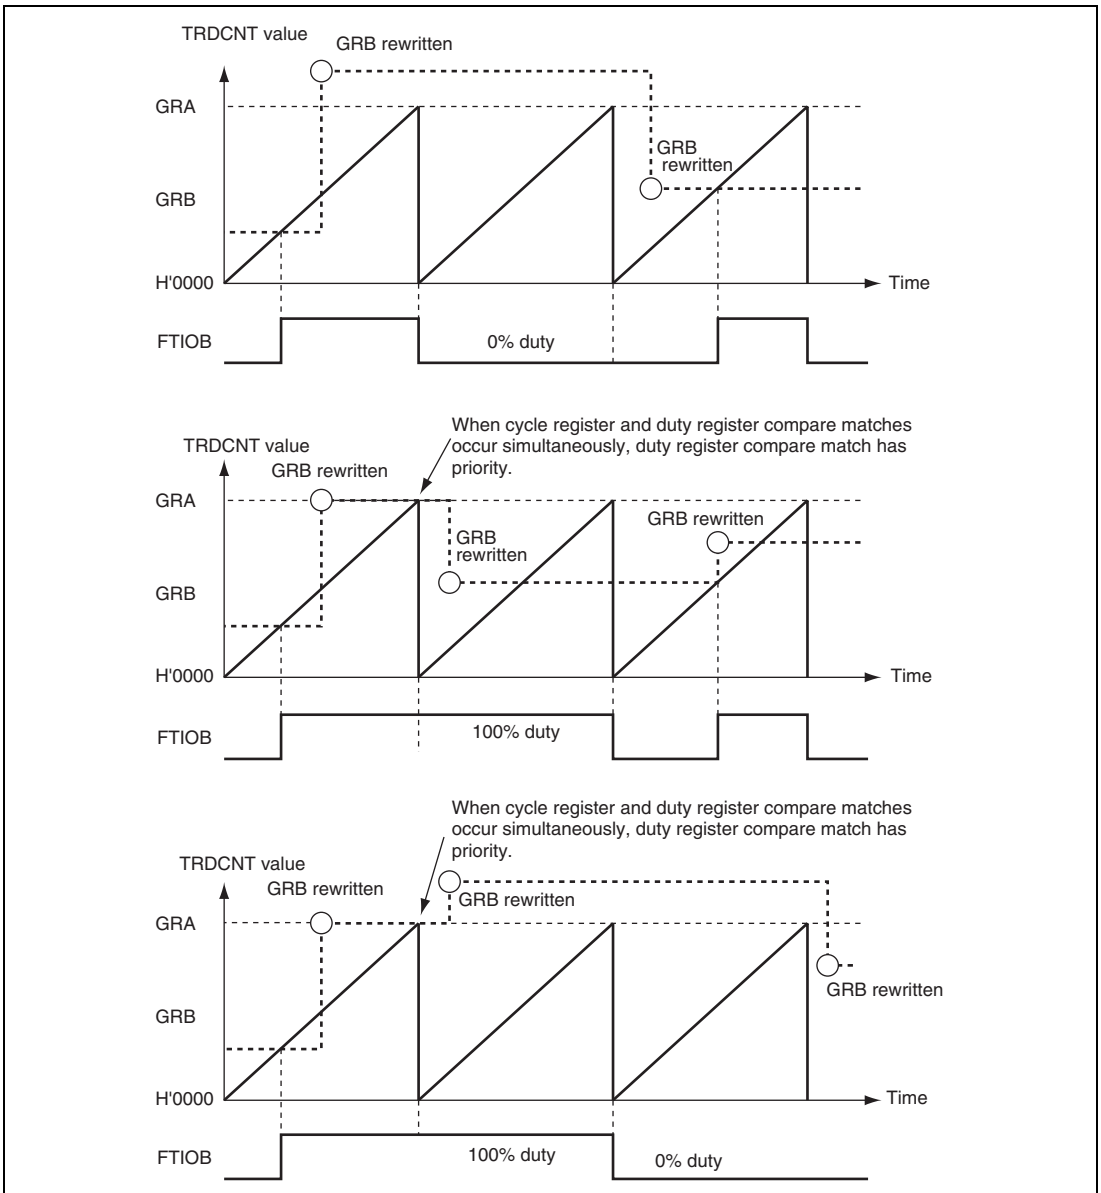 TRDCNT value
GRB rewritten
GRA
GRB
rewritten
GRB
H'0000
Time
FTIOB
0% duty
When cycle register and duty register compare matches
occur simultaneously, duty register compare match has
priority.
TRDCNT value
GRB rewritten
GRA
GRB rewritten
GRB
rewritten
GRB
H'0000
Time
FTIOB
100% duty
When cycle register and duty register compare matches
occur simultaneously, duty register compare match has
priority.
TRDCNT value
GRB rewritten
GRB rewritten
GRA
GRB rewritten
GRB
H'0000
Time
FTIOB
100% duty
0% duty